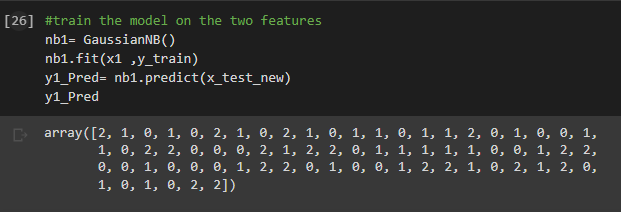 [26] #train the model on the two features
nb1= GaussianNB()
nb1.fit(x1 ,y_train)
y1_Pred= nb1.predict(x_test_new)
y1_Pred
array([2, 1, 0, 1, 0, 2, 1, 0, 2, 1, 0, 1, 1, 0, 1, 1, 2, 0, 1, 0, 0, 1,
1, 0, 2, 2, 0, 0, 0, 2, 1, 2, 2, 0, 1, 1, 1, 1, 1, 0, 0, 1, 2, 2,
0, 0, 1, 0, 0, 0, 1, 2, 2, 0, 1, 0, 0, 1, 2, 2, 1, 0, 2, 1, 2, 0,
1, 0, 1, 0, 2, 2])